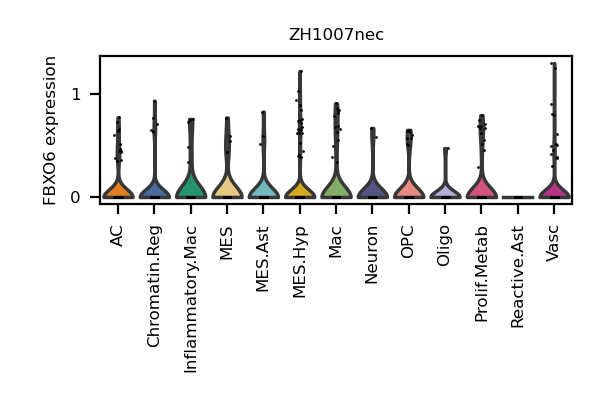 ZH1007nec
FBXO6 expression
1
0
AC
Chromatin.Reg
Inflammatory.Mac
MES
MES.Ast
MES.Hyp
Mac
Neuron
OPC
Oligo
Prolif.Metab
Reactive.Ast
Vasc